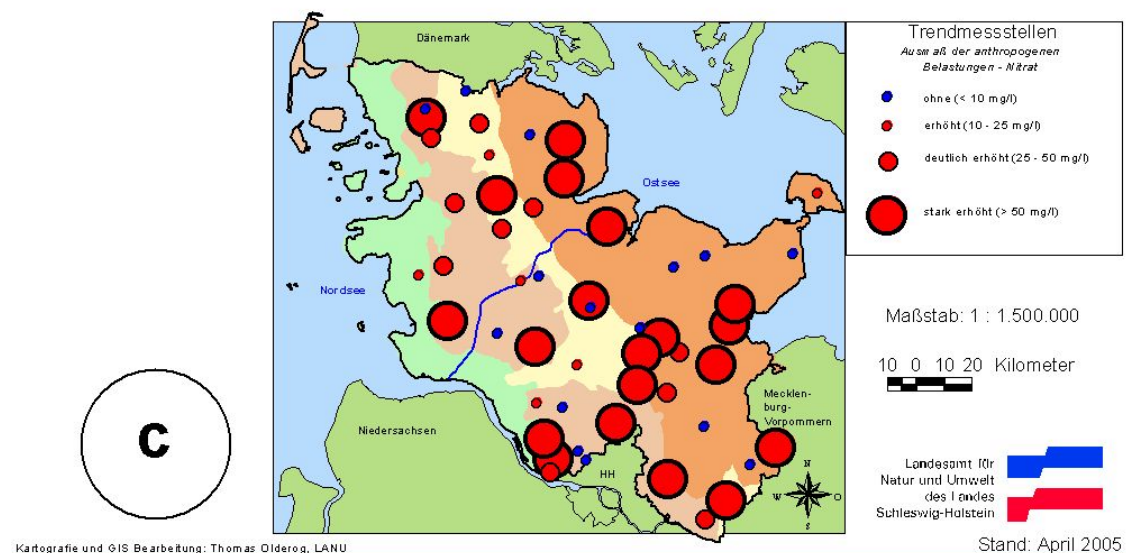 Trendmessstellen
Ausmaß der anthropogenen
Belastungen - Nitrat
ohne (< 10 mg/l)
erhöht (10 - 25 mg/l)
deutlich erhöht (25 - 50 mg/l)
stark erhöht (> 50 mg/l)
Dänemark
Ostsee
Nordsee
Maßstab: 1 : 1.500.000
10 0 10 20 Kilometer
Mecklen-
burg-
Vorpommern
Niedersachsen
HH
C
N
W O
S
Landesamt für
Natur und Umwelt
des Landes
Schleswig-Holstein
Stand: April 2005
Kartografie und GIS Bearbeitung: Thomas Olderog, LANU